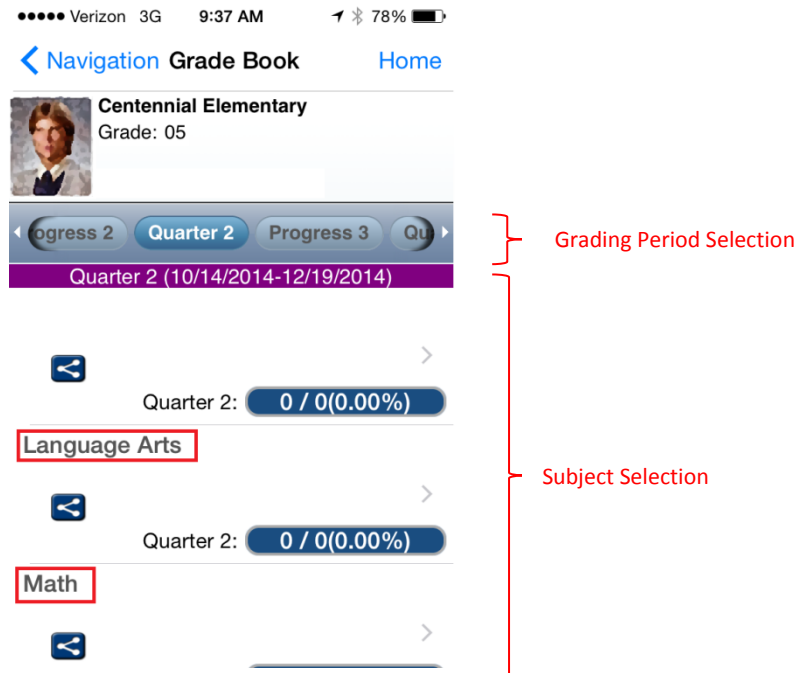 Verizon 3G 9:37 AM 78%
Navigation Grade Book Home
Centennial Elementary
Grade: 05
ogress 2 Quarter 2 Progress 3 Qu
Grading Period Selection
Quarter 2 (10/14/2014-12/19/2014)
Quarter 2: 0 / 0(0.00%)
Language Arts
Subject Selection
Quarter 2: 0 / 0(0.00%)
Math